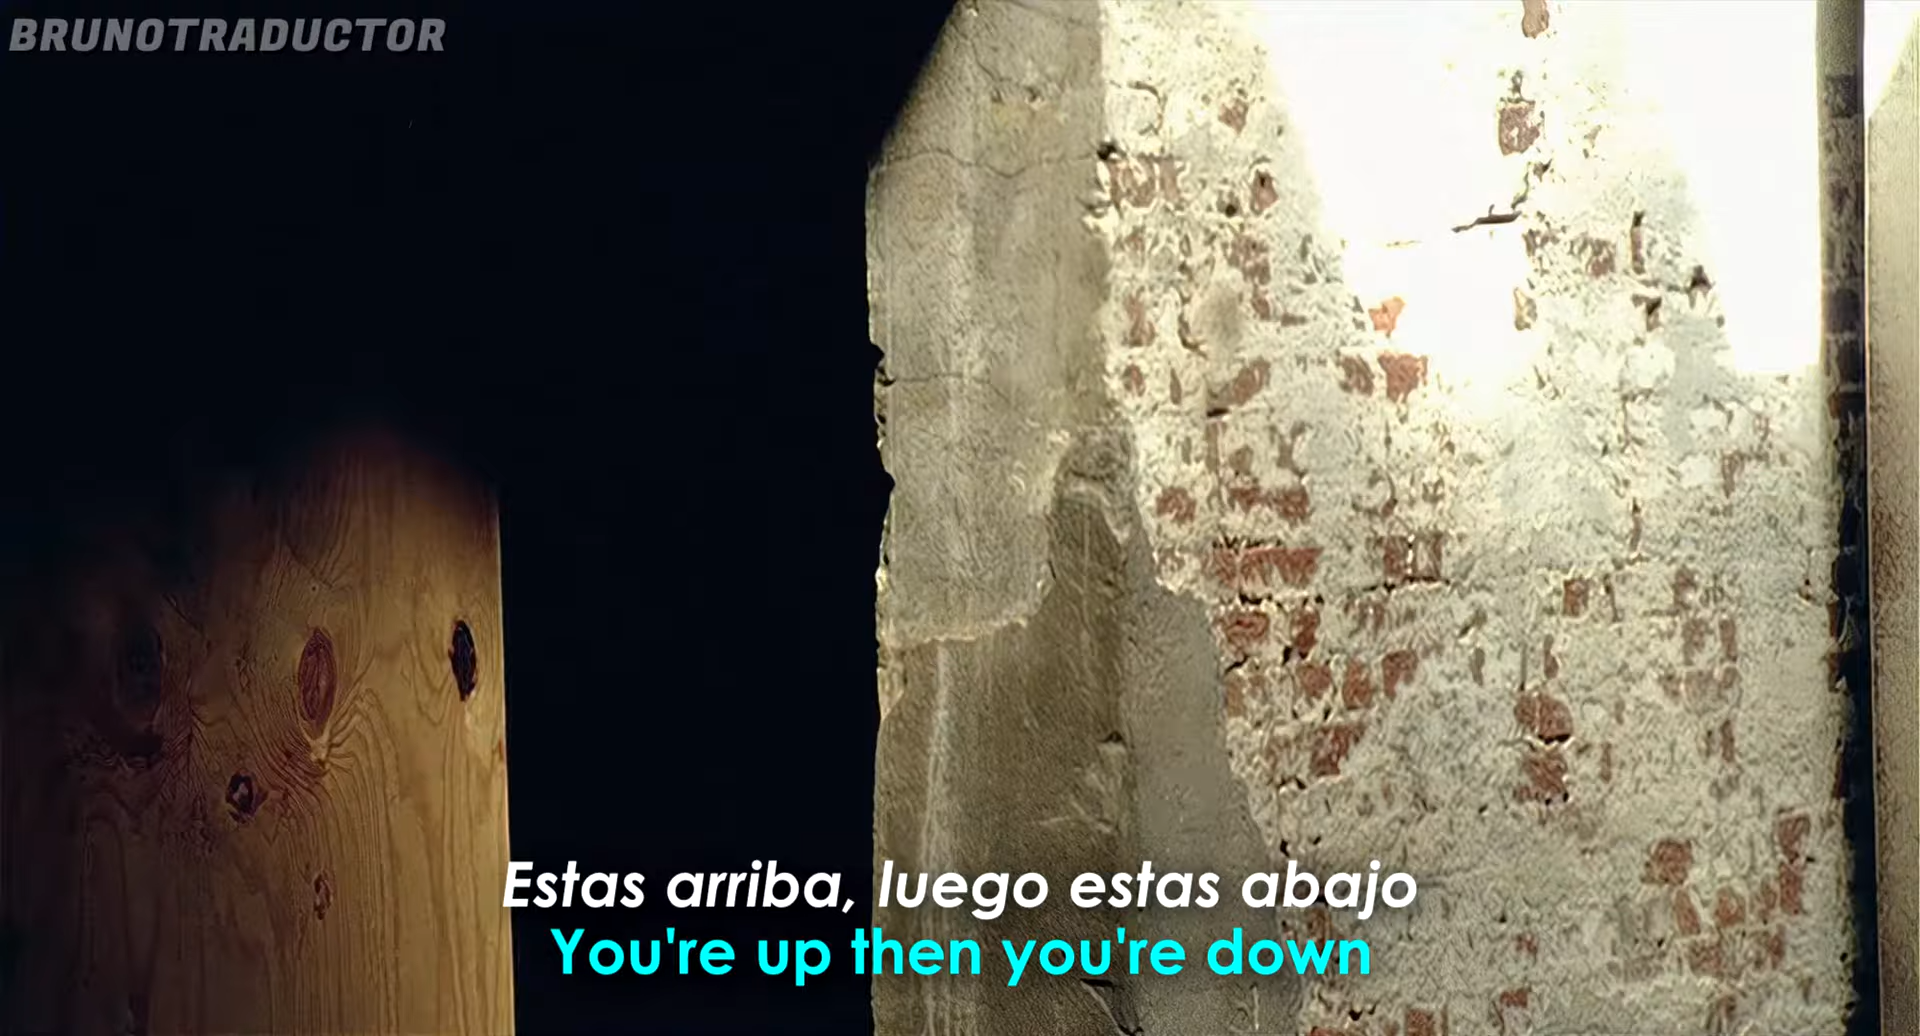 BRUNOTRADUCTOR
Estas arriba, luego estas abajo
You're up then you're down